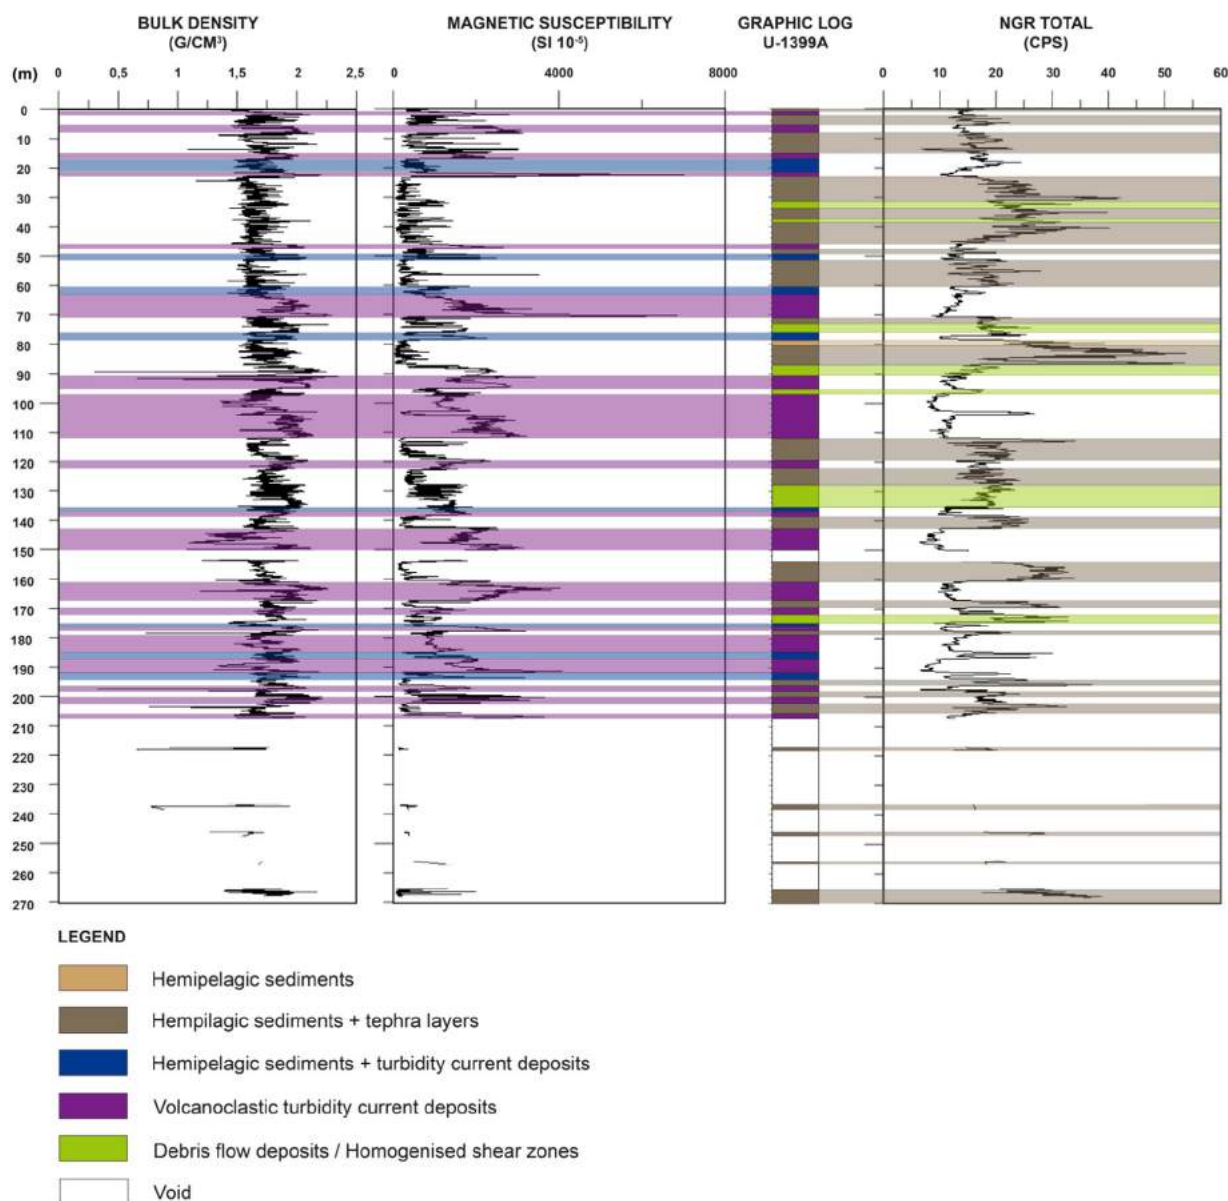 BULK DENSITY
(G/CM³)
MAGNETIC SUSCEPTIBILITY
(SI 10⁻⁵)
GRAPHIC LOG
U-1399A
NGR TOTAL
(CPS)
(m) 0 0,5 1 1,5 2 2,5 0 4000 8000 0 10 20 30 40 50 60
0
10
20
30
40
50
60
70
80
90
100
110
120
130
140
150
160
170
180
190
200
210
220
230
240
250
260
270
LEGEND
Hemipelagic sediments
Hempilagic sediments + tephra layers
Hemipelagic sediments + turbidity current deposits
Volcanoclastic turbidity current deposits
Debris flow deposits / Homogenised shear zones
Void